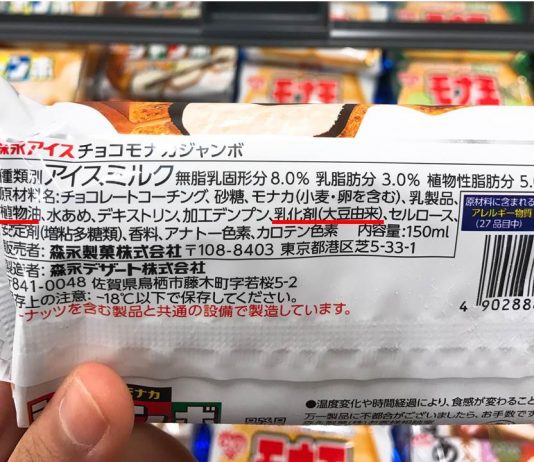 森永アイス チョコモナカジャンボ
種類別 アイスミルク 無脂乳固形分 8.0% 乳脂肪分 3.0% 植物性脂肪分 5.0
原材料名:チョコレートコーチング、砂糖、モナカ(小麦・卵を含む)、乳製品、
植物油、水あめ、デキストリン、加工デンプン、乳化剤(大豆由来)、セルロース、
安定剤(増粘多糖類)、香料、アナトー色素、カロテン色素 内容量:150ml
販売者:森永製菓株式会社 〒108-8403 東京都港区芝5-33-1
製造者:森永デザート株式会社
〒841-0048 佐賀県鳥栖市藤木町字若桜5-2
保存上の注意:-18℃以下で保存してください。
ーナッツを含む製品と共通の設備で製造しています。
原材料に含まれる
アレルギー物質
(27品目中)
4 90288
モナカ
●温度変化や時間経過により、食感が変わること
万一製品に不都合がございましたら、お手数です
モナモ
モナモ